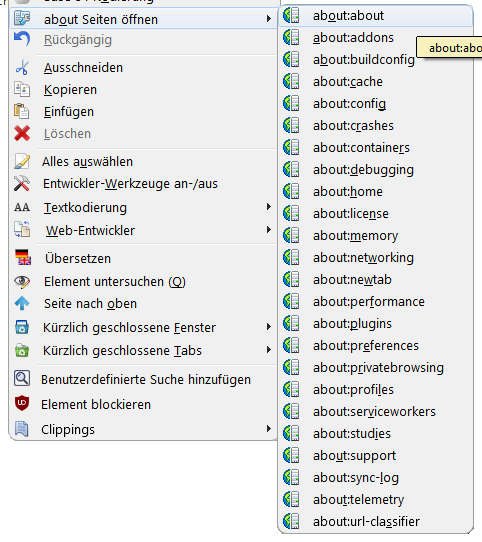 about Seiten öffnen
Rückgängig
Ausschneiden
Kopieren
Einfügen
Löschen
Alles auswählen
Entwickler-Werkzeuge an-/aus
Textkodierung
Web-Entwickler
Übersetzen
Element untersuchen (Q)
Seite nach oben
Kürzlich geschlossene Fenster
Kürzlich geschlossene Tabs
Benutzerdefinierte Suche hinzufügen
Element blockieren
Clippings
about:about
about:addons
about:buildconfig
about:cache
about:config
about:crashes
about:containers
about:debugging
about:home
about:license
about:memory
about:networking
about:newtab
about:performance
about:plugins
about:preferences
about:privatebrowsing
about:profiles
about:serviceworkers
about:studies
about:support
about:sync-log
about:telemetry
about:url-classifier